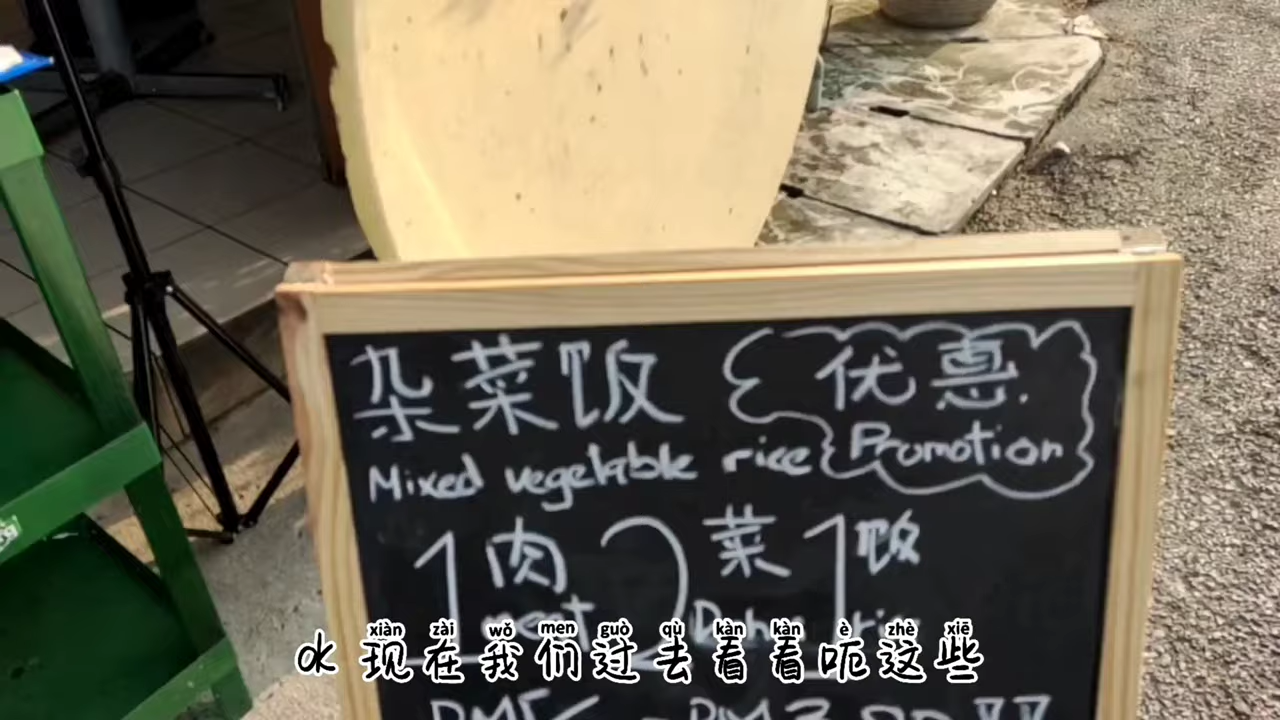 杂菜饭 优惠
Mixed vegetable rice Promotion
1肉 2菜 1饭
meat
xiàn zài wǒ men guò qù kàn kàn è zhè xiē
ok 现在我们过去看看呃这些